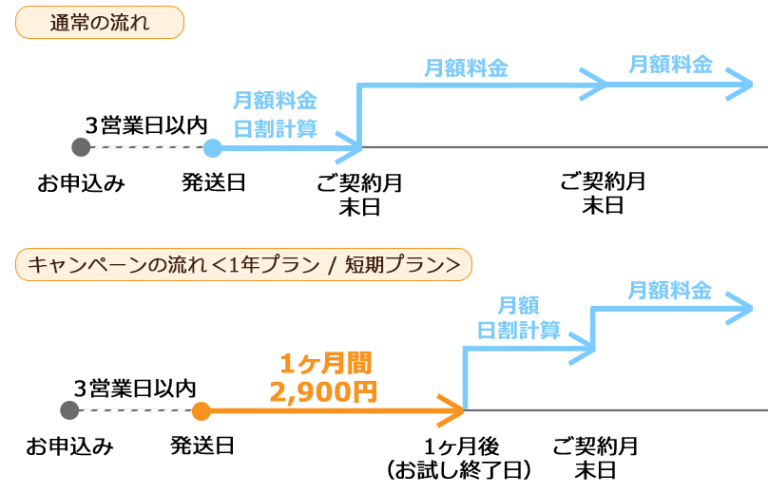 通常の流れ
月額料金
月額料金
月額料金
日割計算
3営業日以内
お申込み
発送日
ご契約月
末日
ご契約月
末日
キャンペーンの流れ<1年プラン / 短期プラン>
月額料金
月額
日割計算
1ヶ月間
2,900円
3営業日以内
お申込み
発送日
1ヶ月後
(お試し終了日)
ご契約月
末日